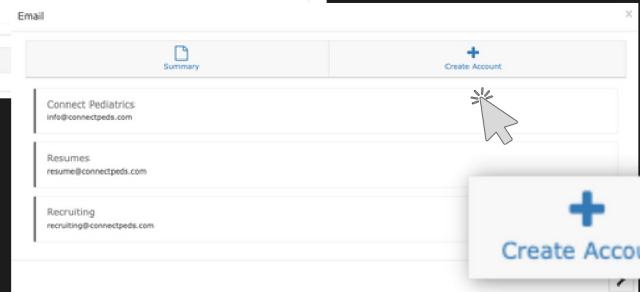 Email
×
Summary
Create Account
Connect Pediatrics
info@connectpeds.com
Resumes
resume@connectpeds.com
Recruiting
recruiting@connectpeds.com
Create Accou